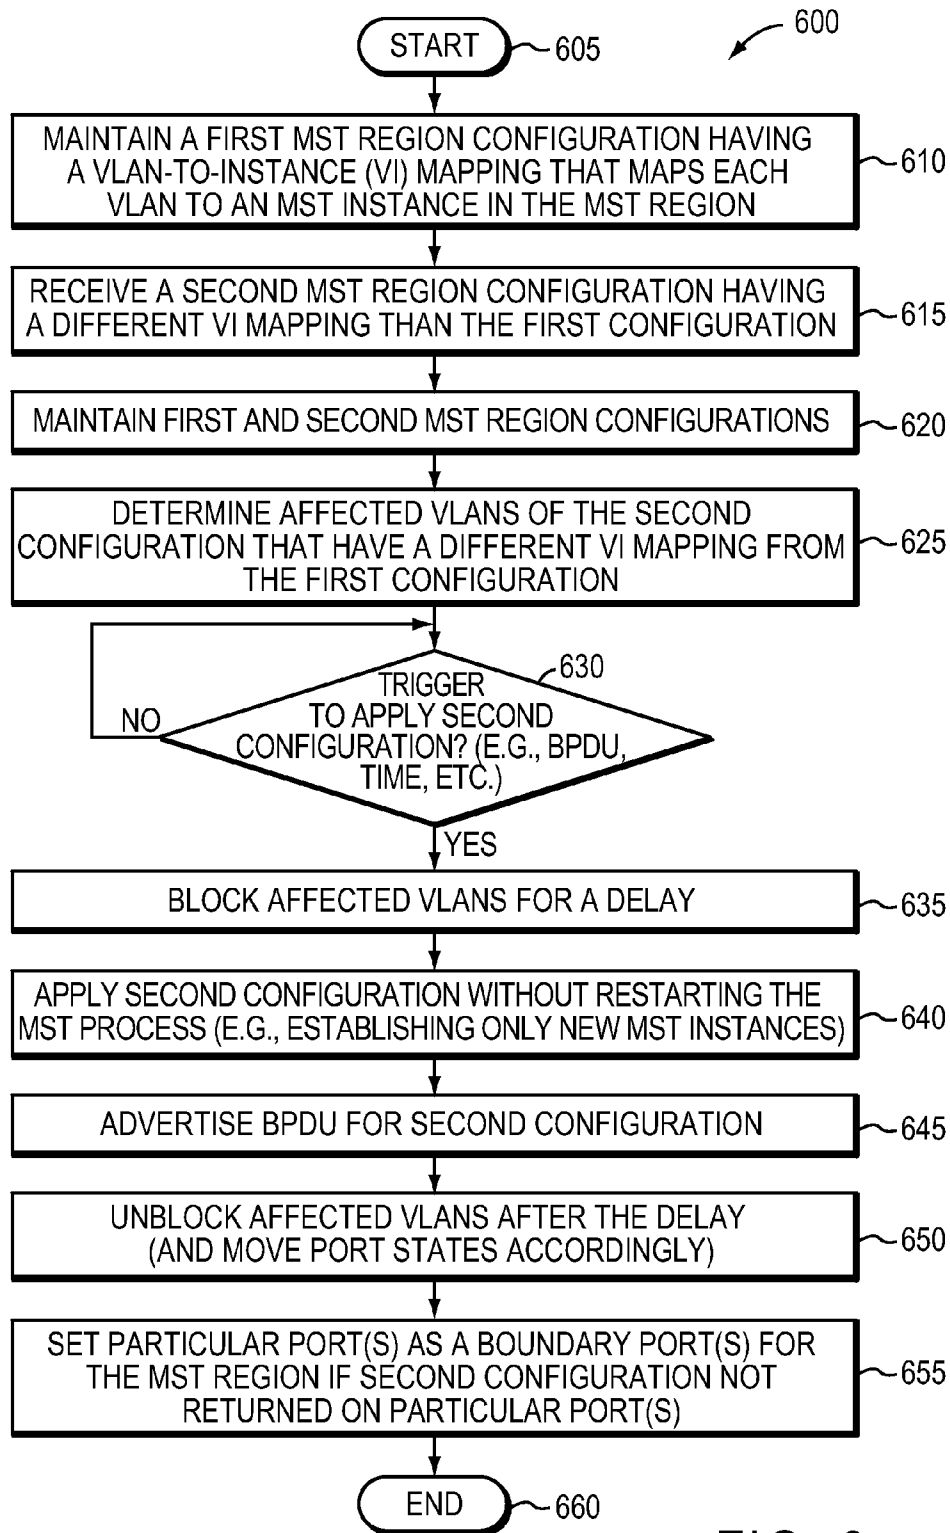 600
START
605
MAINTAIN A FIRST MST REGION CONFIGURATION HAVING
A VLAN-TO-INSTANCE (VI) MAPPING THAT MAPS EACH
VLAN TO AN MST INSTANCE IN THE MST REGION
610
RECEIVE A SECOND MST REGION CONFIGURATION HAVING
A DIFFERENT VI MAPPING THAN THE FIRST CONFIGURATION
615
MAINTAIN FIRST AND SECOND MST REGION CONFIGURATIONS
620
DETERMINE AFFECTED VLANS OF THE SECOND
CONFIGURATION THAT HAVE A DIFFERENT VI MAPPING FROM
THE FIRST CONFIGURATION
625
630
TRIGGER
TO APPLY SECOND
CONFIGURATION? (E.G., BPDU,
TIME, ETC.)
NO
YES
BLOCK AFFECTED VLANS FOR A DELAY
635
APPLY SECOND CONFIGURATION WITHOUT RESTARTING THE
MST PROCESS (E.G., ESTABLISHING ONLY NEW MST INSTANCES)
640
ADVERTISE BPDU FOR SECOND CONFIGURATION
645
UNBLOCK AFFECTED VLANS AFTER THE DELAY
(AND MOVE PORT STATES ACCORDINGLY)
650
SET PARTICULAR PORT(S) AS A BOUNDARY PORT(S) FOR
THE MST REGION IF SECOND CONFIGURATION NOT
RETURNED ON PARTICULAR PORT(S)
655
END
660